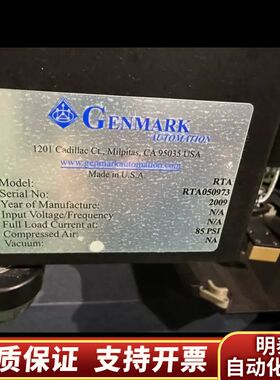 GENMARK
AUTOMATION
1201 Cadillac Ct., Milpitas, CA 95035 USA
www.genmarkautomation.com
Made in U.S.A
Model: RTA
Serial No: RTA050973
Year of Manufacture: 2009
Input Voltage/Frequency N/A
Full Load Current at: N/A
Compressed Air: 85 PSI
Vacuum: NA
质保证 支持开票
自动化